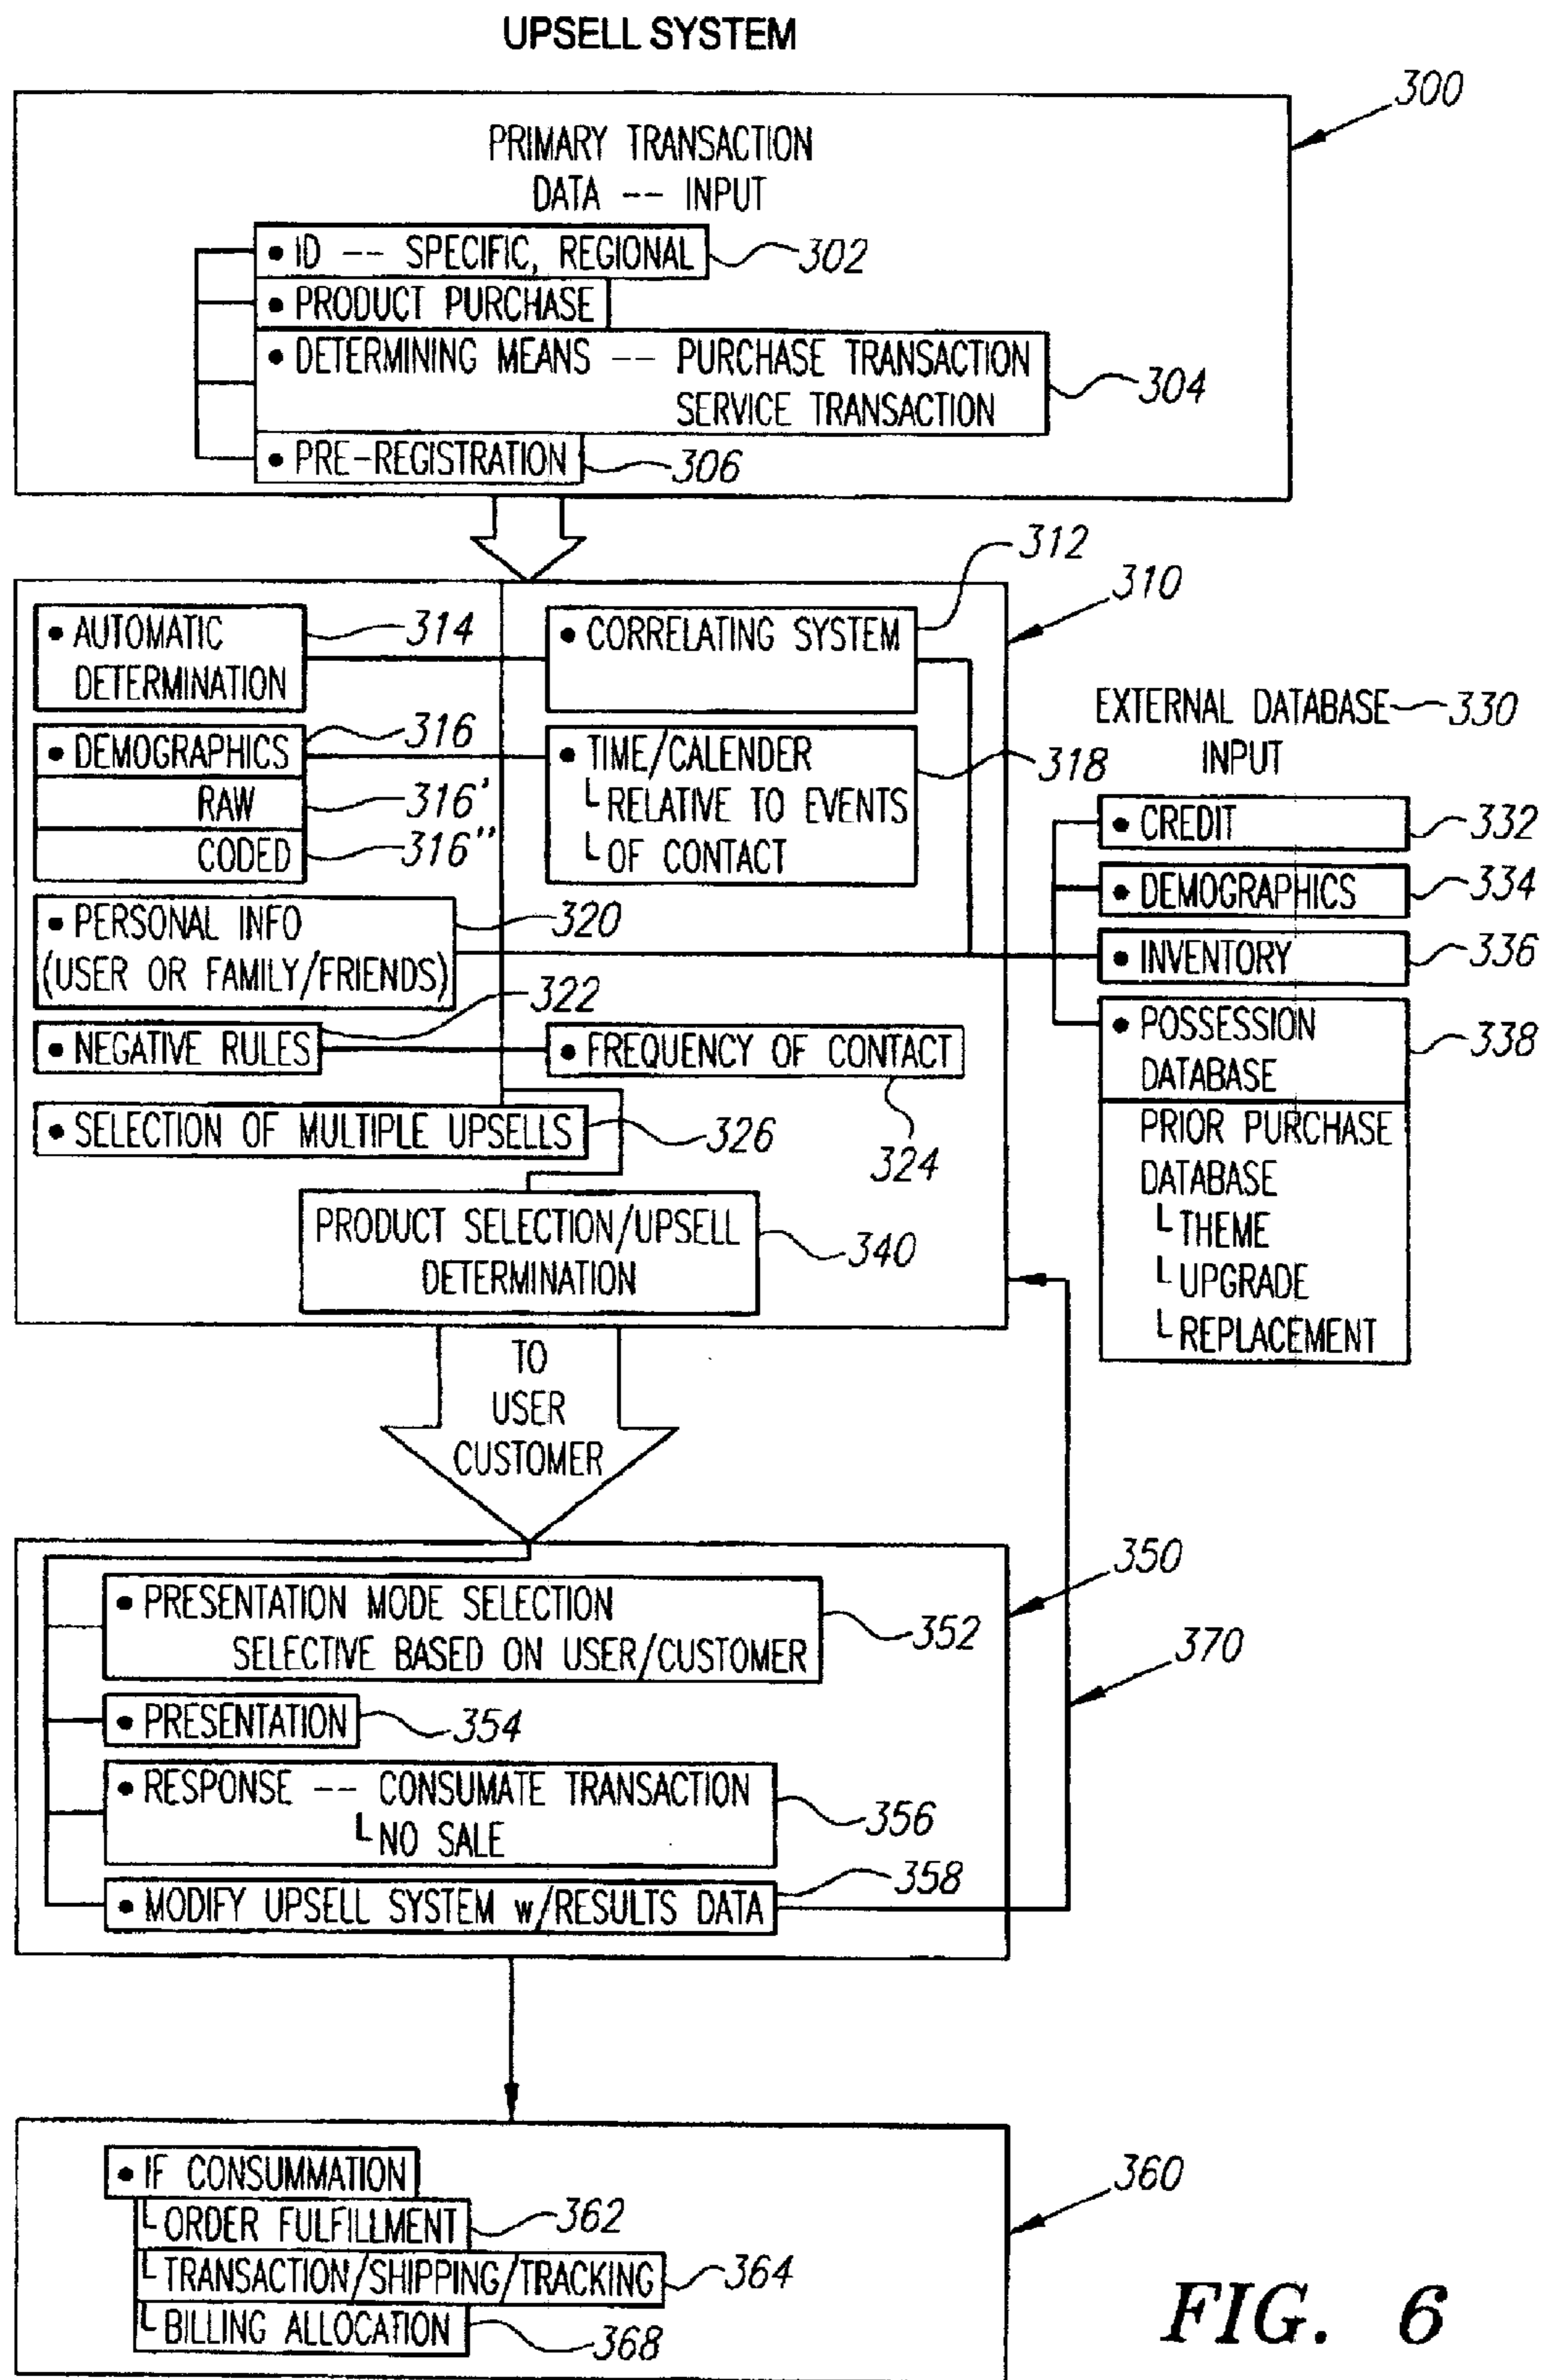 UPSELL SYSTEM
300
PRIMARY TRANSACTION
DATA -- INPUT
• ID -- SPECIFIC, REGIONAL
302
• PRODUCT PURCHASE
• DETERMINING MEANS -- PURCHASE TRANSACTION
SERVICE TRANSACTION
304
• PRE-REGISTRATION
306
312
310
• AUTOMATIC
DETERMINATION
314
• CORRELATING SYSTEM
• DEMOGRAPHICS
316
RAW
316'
CODED
316"
• TIME/CALENDER
RELATIVE TO EVENTS
OF CONTACT
318
• PERSONAL INFO
(USER OR FAMILY/FRIENDS)
320
322
• NEGATIVE RULES
• FREQUENCY OF CONTACT
324
• SELECTION OF MULTIPLE UPSELLS
326
PRODUCT SELECTION/UPSELL
DETERMINATION
340
EXTERNAL DATABASE
330
INPUT
• CREDIT
332
• DEMOGRAPHICS
334
• INVENTORY
336
• POSSESSION
DATABASE
338
PRIOR PURCHASE
DATABASE
THEME
UPGRADE
REPLACEMENT
TO
USER
CUSTOMER
350
• PRESENTATION MODE SELECTION
SELECTIVE BASED ON USER/CUSTOMER
352
370
• PRESENTATION
354
• RESPONSE -- CONSUMATE TRANSACTION
NO SALE
356
• MODIFY UPSELL SYSTEM w/RESULTS DATA
358
360
• IF CONSUMMATION
ORDER FULFILLMENT
362
TRANSACTION/SHIPPING/TRACKING
364
BILLING ALLOCATION
368
FIG. 6